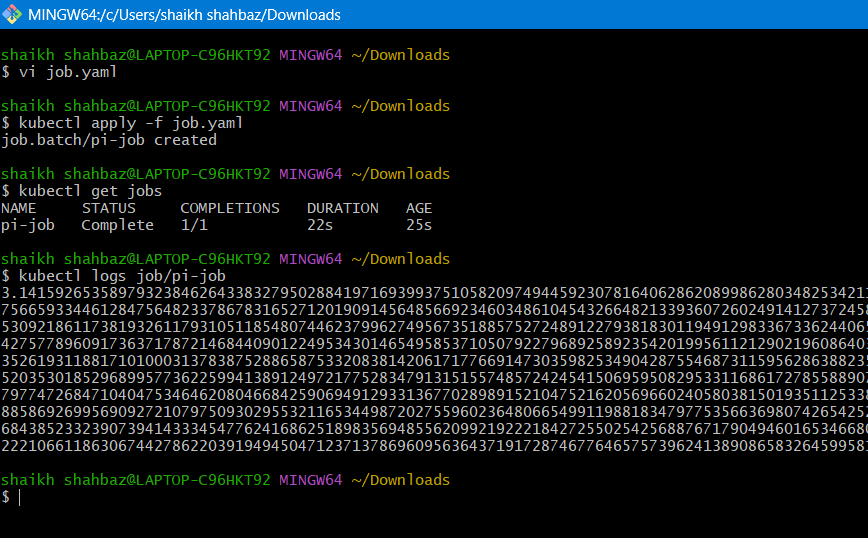 MINGW64:/c/Users/shaikh shahbaz/Downloads
shaikh shahbaz@LAPTOP-C96HKT92 MINGW64 ~/Downloads
$ vi job.yaml
shaikh shahbaz@LAPTOP-C96HKT92 MINGW64 ~/Downloads
$ kubectl apply -f job.yaml
job.batch/pi-job created
shaikh shahbaz@LAPTOP-C96HKT92 MINGW64 ~/Downloads
$ kubectl get jobs
NAME STATUS COMPLETIONS DURATION AGE
pi-job Complete 1/1 22s 25s
shaikh shahbaz@LAPTOP-C96HKT92 MINGW64 ~/Downloads
$ kubectl logs job/pi-job
3.14159265358979323846264338327950288419716939937510582097494459230781640628620899862803482534211
7566593344612847564823378678316527120190914564856692346034861045432664821339360726024914127372458
5309218611738193261179310511854807446237996274956735188575272489122793818301194912983367336244065
4275778960917363717872146844090122495343014654958537105079227968925892354201995611212902196086403
3526193118817101000313783875288658753320838142061717766914730359825349042875546873115956286388235
5203530185296899577362259941389124972177528347913151557485724245415069595082953311686172785588907
7977472684710404753464620804668425906949129331367702898915210475216205696602405803815019351125338
8858692699569092721079750930295532116534498720275596023648066549911988183479775356636980742654252
6843852332390739414333454776241686251898356948556209921922218427255025425688767179049460165346680
2221066118630674427862203919494504712371378696095636437191728746776465757396241389086583264599581
shaikh shahbaz@LAPTOP-C96HKT92 MINGW64 ~/Downloads
$